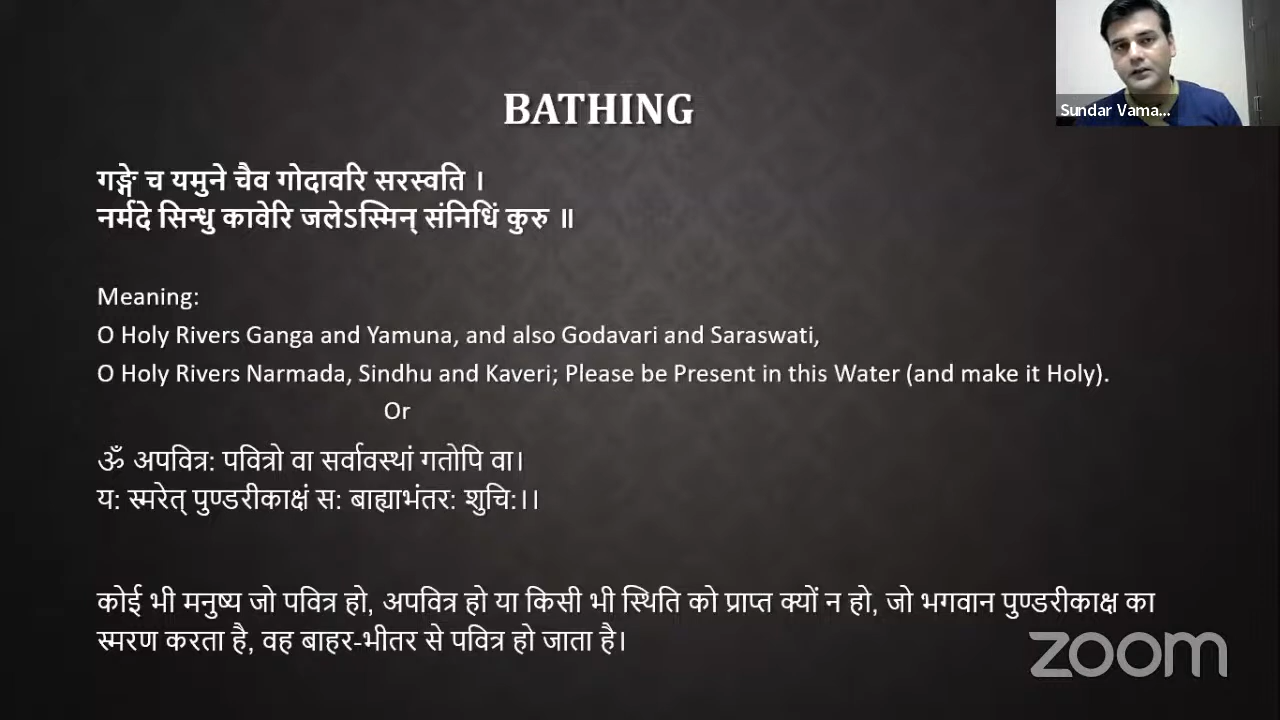 BATHING
Sundar Vama...
गङ्गे च यमुने चैव गोदावरि सरस्वति ।
नर्मदे सिन्धु कावेरि जलेऽस्मिन् संनिधिं कुरु ॥
Meaning:
O Holy Rivers Ganga and Yamuna, and also Godavari and Saraswati,
O Holy Rivers Narmada, Sindhu and Kaveri; Please be Present in this Water (and make it Holy).
Or
ॐ अपवित्र: पवित्रो वा सर्वावस्थां गतोपि वा।
य: स्मरेत् पुण्डरीकाक्षं स: बाह्याभंतर: शुचि:।।
कोई भी मनुष्य जो पवित्र हो, अपवित्र हो या किसी भी स्थिति को प्राप्त क्यों न हो, जो भगवान पुण्डरीकाक्ष का
स्मरण करता है, वह बाहर-भीतर से पवित्र हो जाता है।
zoom